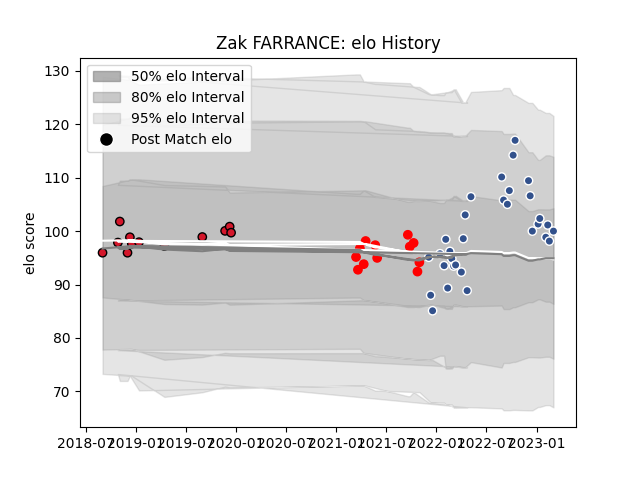 Zak FARRANCE: elo History
50% elo Interval
80% elo Interval
95% elo Interval
Post Match elo
elo score
130
120
110
100
90
80
70
2018-07 2019-01 2019-07 2020-01 2020-07 2021-01 2021-07 2022-01 2022-07 2023-01